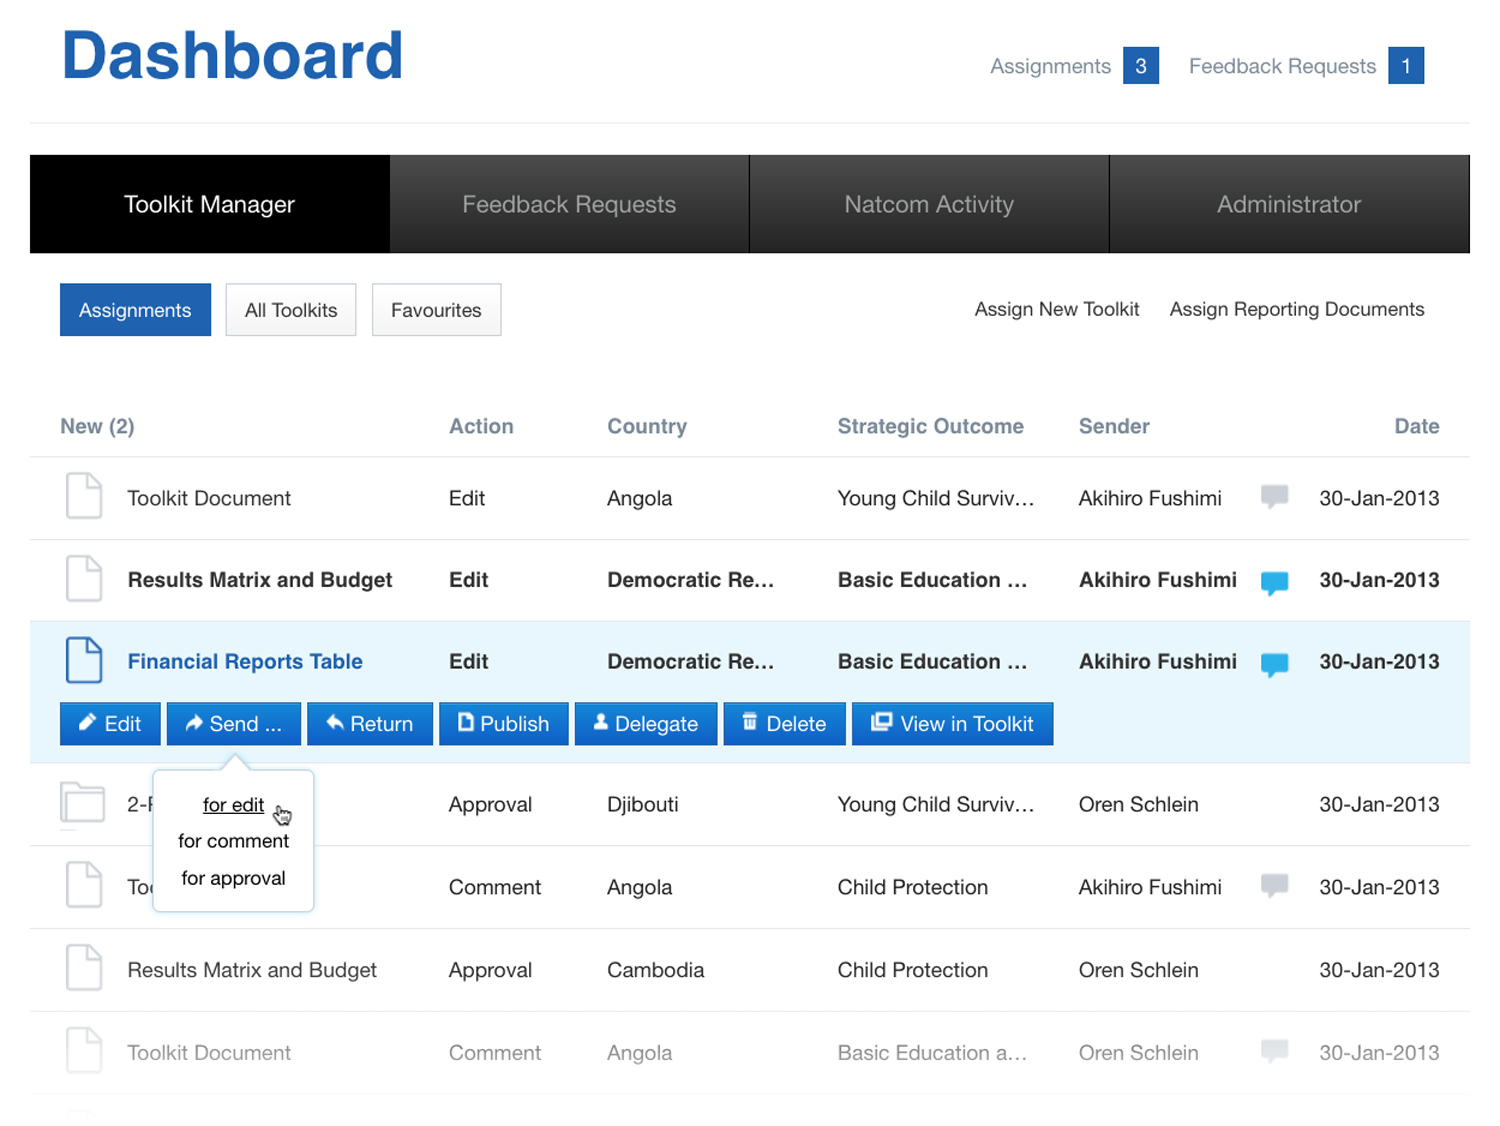 Dashboard
Assignments 3 Feedback Requests 1
Toolkit Manager Feedback Requests Natcom Activity Administrator
Assignments All Toolkits Favourites Assign New Toolkit Assign Reporting Documents
New (2) Action Country Strategic Outcome Sender Date
Toolkit Document Edit Angola Young Child Surviv... Akihiro Fushimi 30-Jan-2013
Results Matrix and Budget Edit Democratic Re... Basic Education ... Akihiro Fushimi 30-Jan-2013
Financial Reports Table Edit Democratic Re... Basic Education ... Akihiro Fushimi 30-Jan-2013
Edit Send ... Return Publish Delegate Delete View in Toolkit
for edit
for comment
for approval
Approval Djibouti Young Child Surviv... Oren Schlein 30-Jan-2013
Comment Angola Child Protection Akihiro Fushimi 30-Jan-2013
Results Matrix and Budget Approval Cambodia Child Protection Oren Schlein 30-Jan-2013
Toolkit Document Comment Angola Basic Education a... Oren Schlein 30-Jan-2013